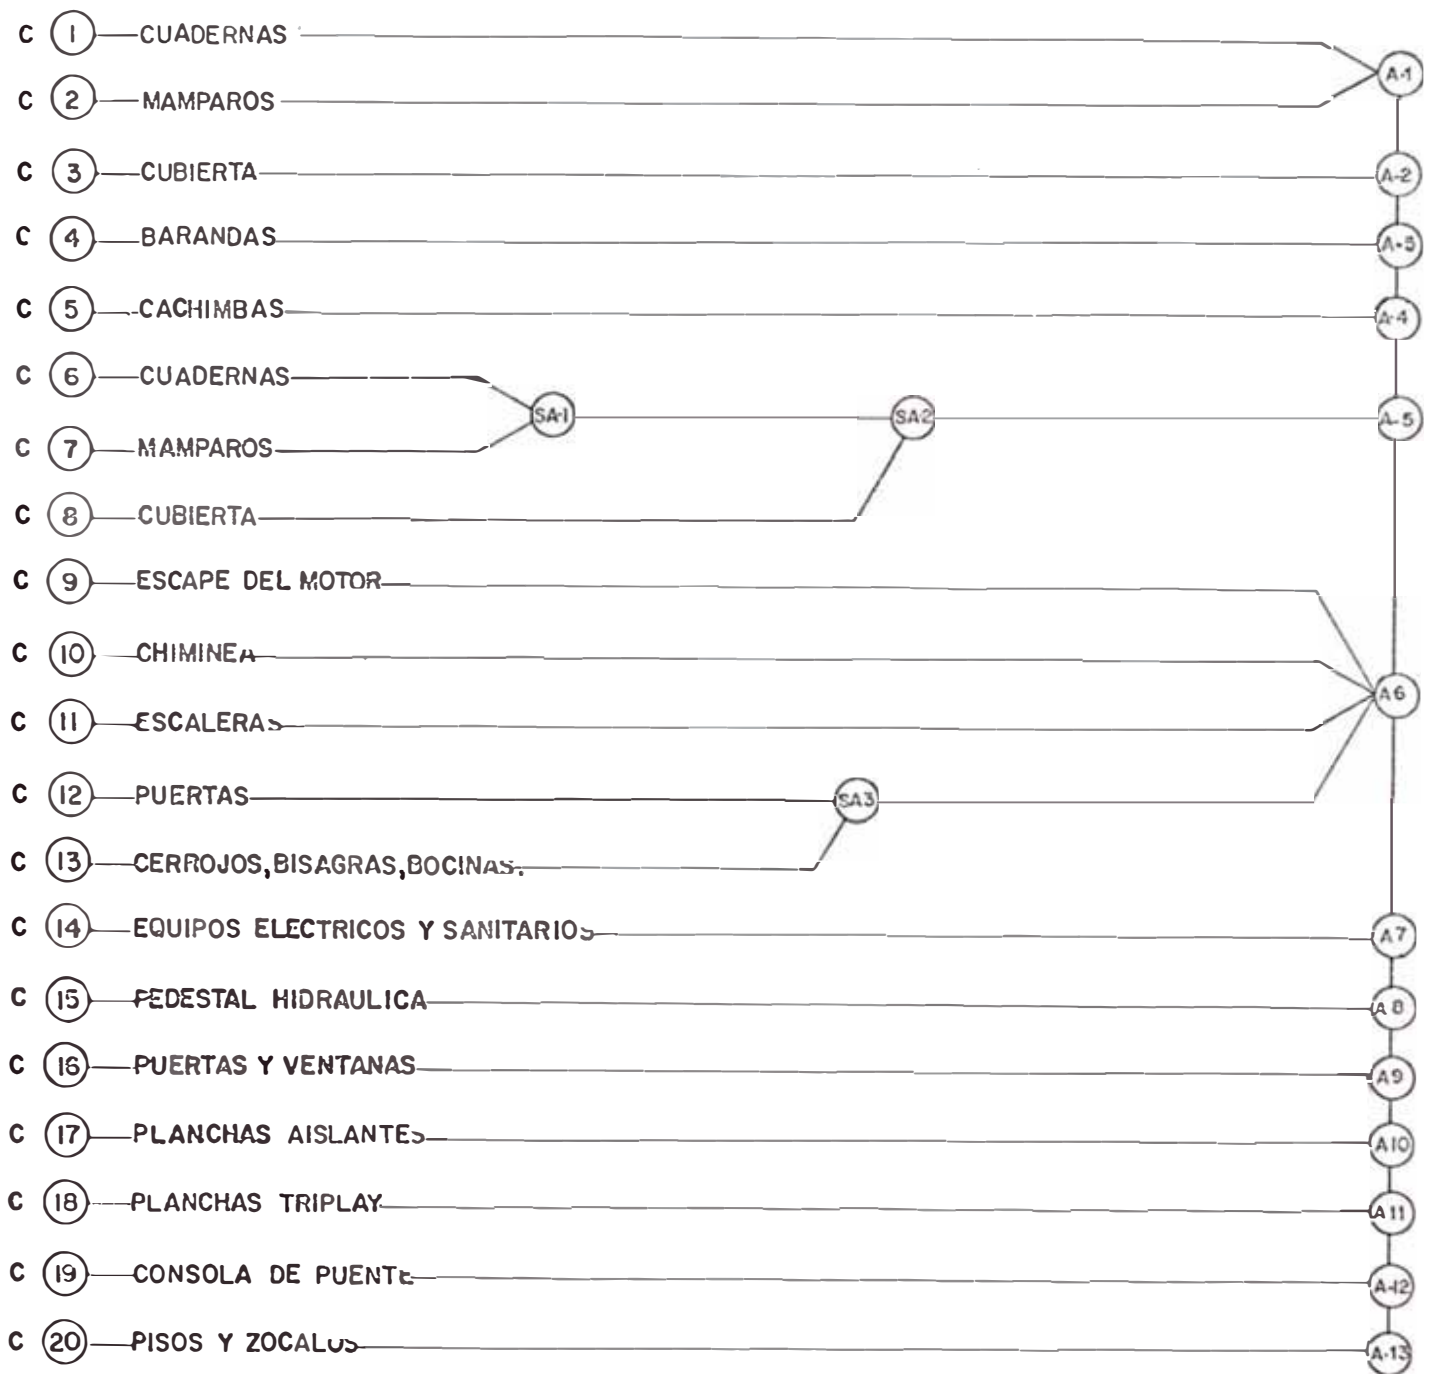 C 1 CUADERNAS
A-1
C 2 MAMPAROS
C 3 CUBIERTA A-2
C 4 BARANDAS
C 5 CACHIMBAS A-4
C 6 CUADERNAS
SA-1 SA-2 A-5
C 7 MAMPAROS
C 8 CUBIERTA
C 9 ESCAPE DEL MOTOR
C 10 CHIMINEA
A6
C 11 ESCALERAS
C 12 PUERTAS SA3
C 13 CERROJOS, BISAGRAS, BOCINAS.
C 14 EQUIPOS ELECTRICOS Y SANITARIOS A7
C 15 PEDESTAL HIDRAULICA A8
C 16 PUERTAS Y VENTANAS A9
C 17 PLANCHAS AISLANTES A10
C 18 PLANCHAS TRIPLAY A11
C 19 CONSOLA DE PUENTE A-12
C 20 PISOS Y ZOCALOS A-13